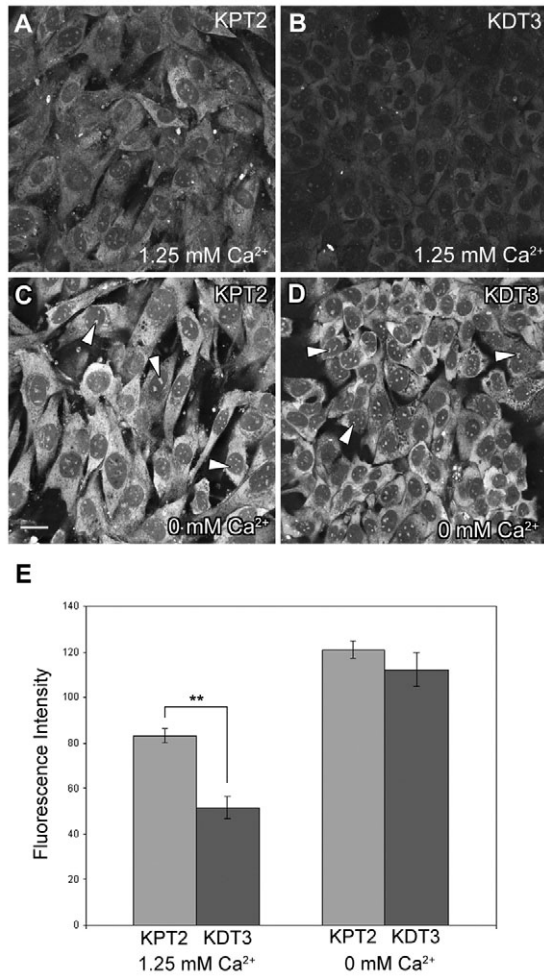 A KPT2
1.25 mM Ca²⁺
B KDT3
1.25 mM Ca²⁺
C KPT2
0 mM Ca²⁺
D KDT3
0 mM Ca²⁺
E
140
120
100
80
60
40
20
0
Fluorescence Intensity
**
KPT2 KDT3 KPT2 KDT3
1.25 mM Ca²⁺ 0 mM Ca²⁺